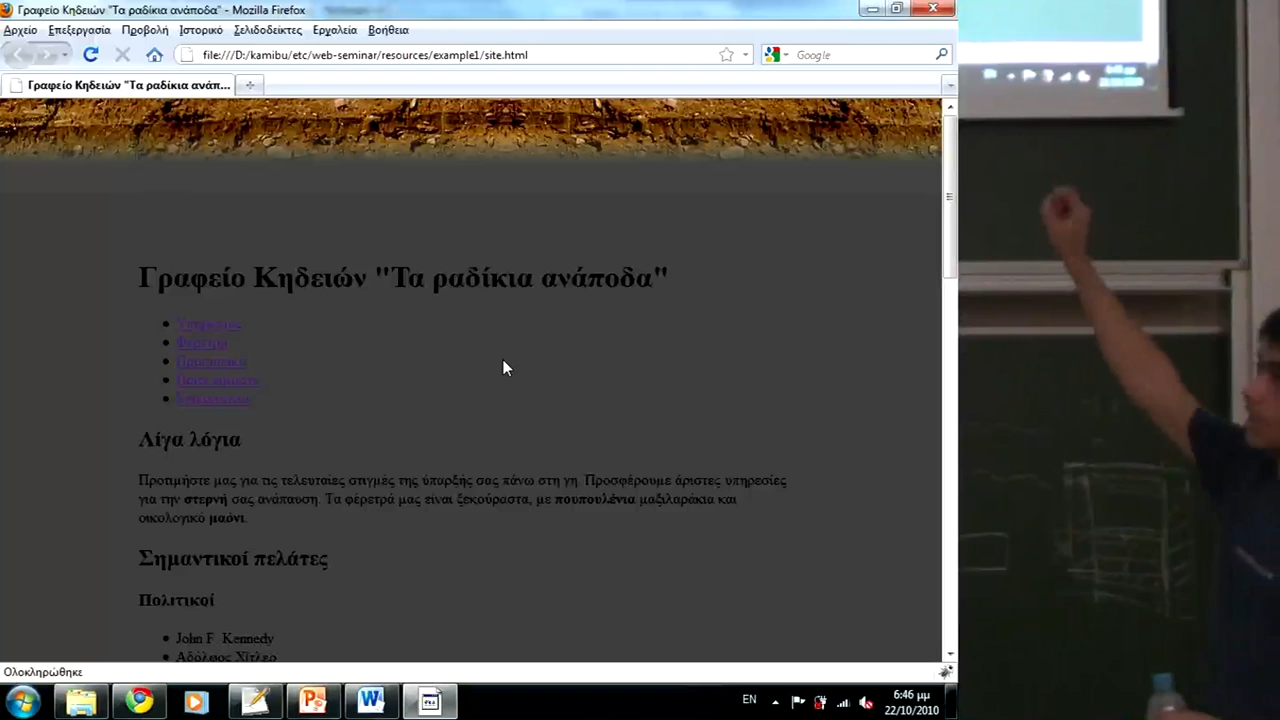 Γραφείο Κηδειών "Τα ραδίκια ανάποδα" - Mozilla Firefox
Αρχείο Επεξεργασία Προβολή Ιστορικό Σελιδοδείκτες Εργαλεία Βοήθεια
file:///D:/kamibu/etc/web-seminar/resources/example1/site.html
Google
Γραφείο Κηδειών "Τα ραδίκια ανάπ...
Γραφείο Κηδειών "Τα ραδίκια ανάποδα"
Υπηρεσίες
Φέρετρα
Προσωπικό
Επικοινωνία
Λίγα λόγια
Προτιμήστε μας για τις τελευταίες στιγμές της ύπαρξής σας πάνω στη γη. Προσφέρουμε άριστες υπηρεσίες
για την στερνή σας ανάπαυση. Τα φέρετρά μας είναι ξεκούραστα, με πουπουλένια μαξιλαράκια και
οικολογικό μαόνι.
Σημαντικοί πελάτες
Πολιτικοί
John F. Kennedy
Αδόλφος Χίτλερ
Ολοκληρώθηκε
EN
6:46 μμ
22/10/2010